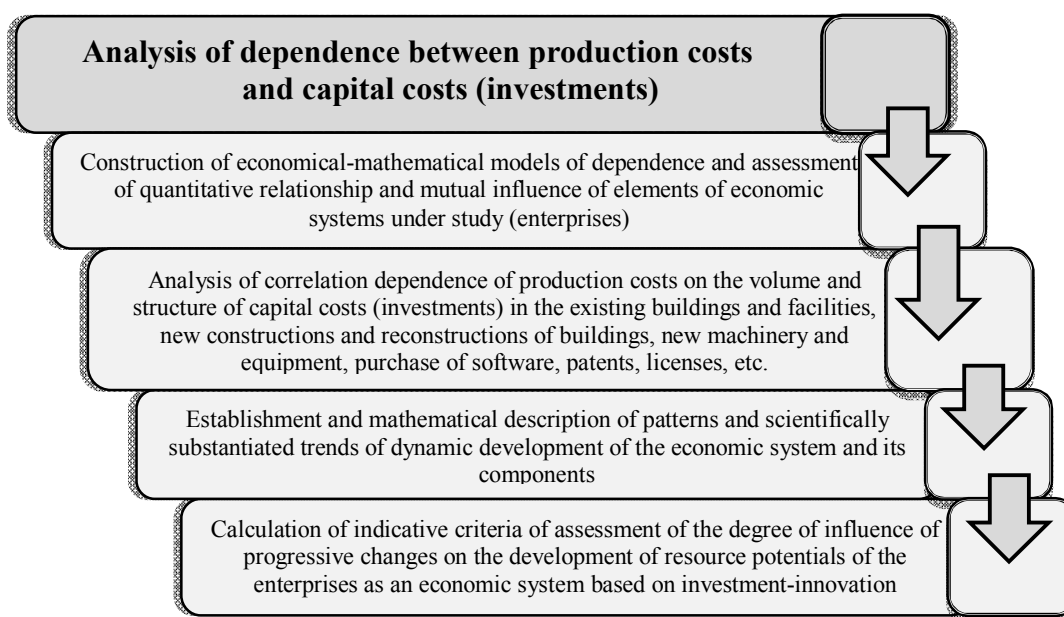 Analysis of dependence between production costs
and capital costs (investments)
Construction of economical-mathematical models of dependence and assessment
of quantitative relationship and mutual influence of elements of economic
systems under study (enterprises)
Analysis of correlation dependence of production costs on the volume and
structure of capital costs (investments) in the existing buildings and facilities,
new constructions and reconstructions of buildings, new machinery and
equipment, purchase of software, patents, licenses, etc.
Establishment and mathematical description of patterns and scientifically
substantiated trends of dynamic development of the economic system and its
components
Calculation of indicative criteria of assessment of the degree of influence of
progressive changes on the development of resource potentials of the
enterprises as an economic system based on investment-innovation